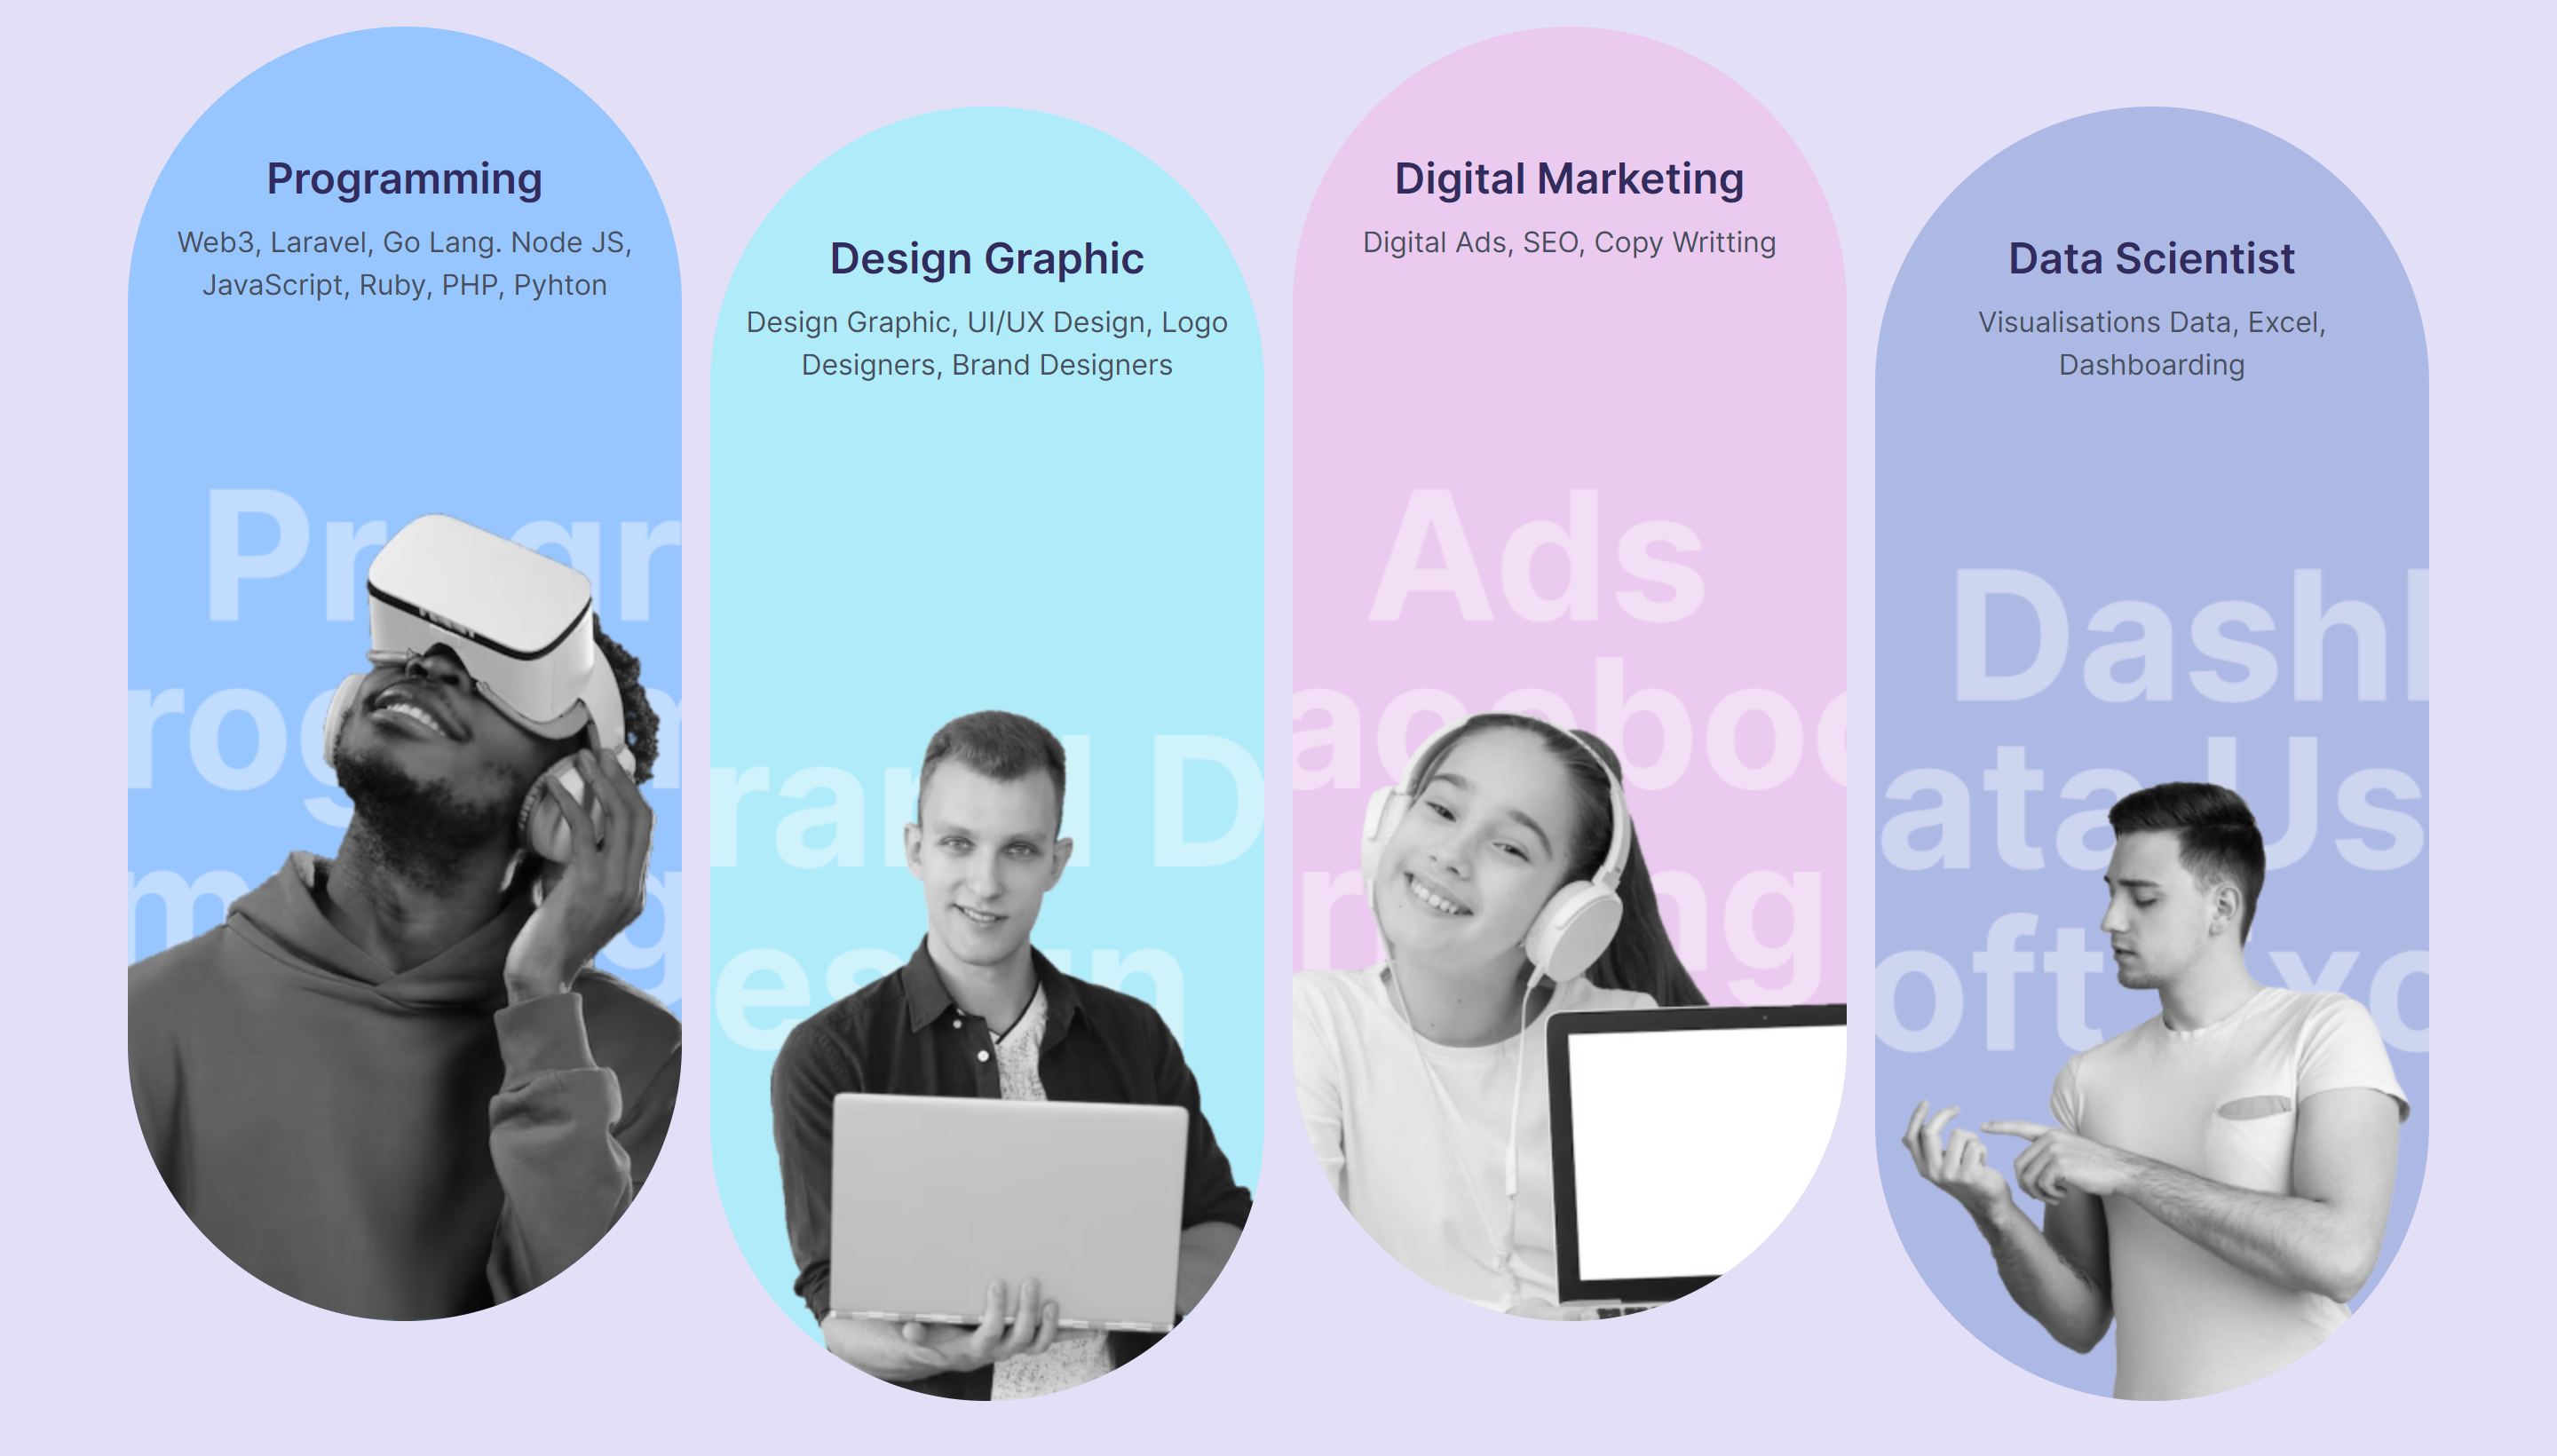 Programming
Web3, Laravel, Go Lang. Node JS,
JavaScript, Ruby, PHP, Pyhton
Design Graphic
Design Graphic, UI/UX Design, Logo
Designers, Brand Designers
Digital Marketing
Digital Ads, SEO, Copy Writting
Ads
Data Scientist
Visualisations Data, Excel,
Dashboarding